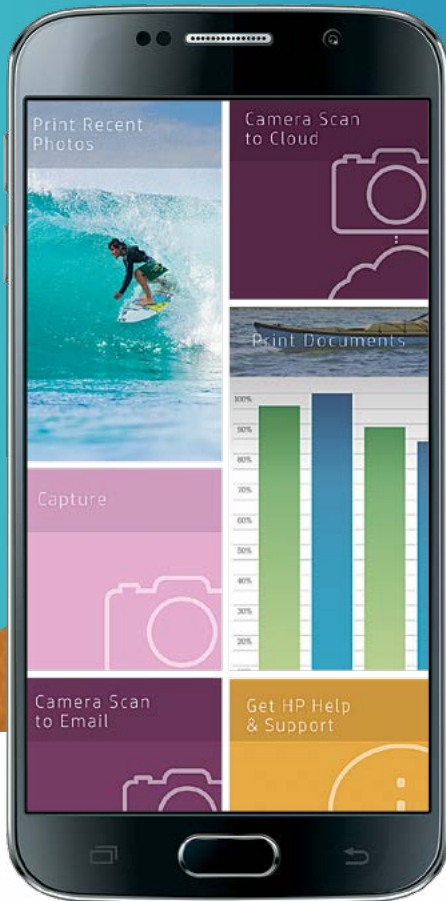 Print Recent
Photos
Camera Scan
to Cloud
Print Documents
100%
90%
80%
70%
60%
50%
40%
30%
20%
Capture
Camera Scan
to Email
Get HP Help
& Support